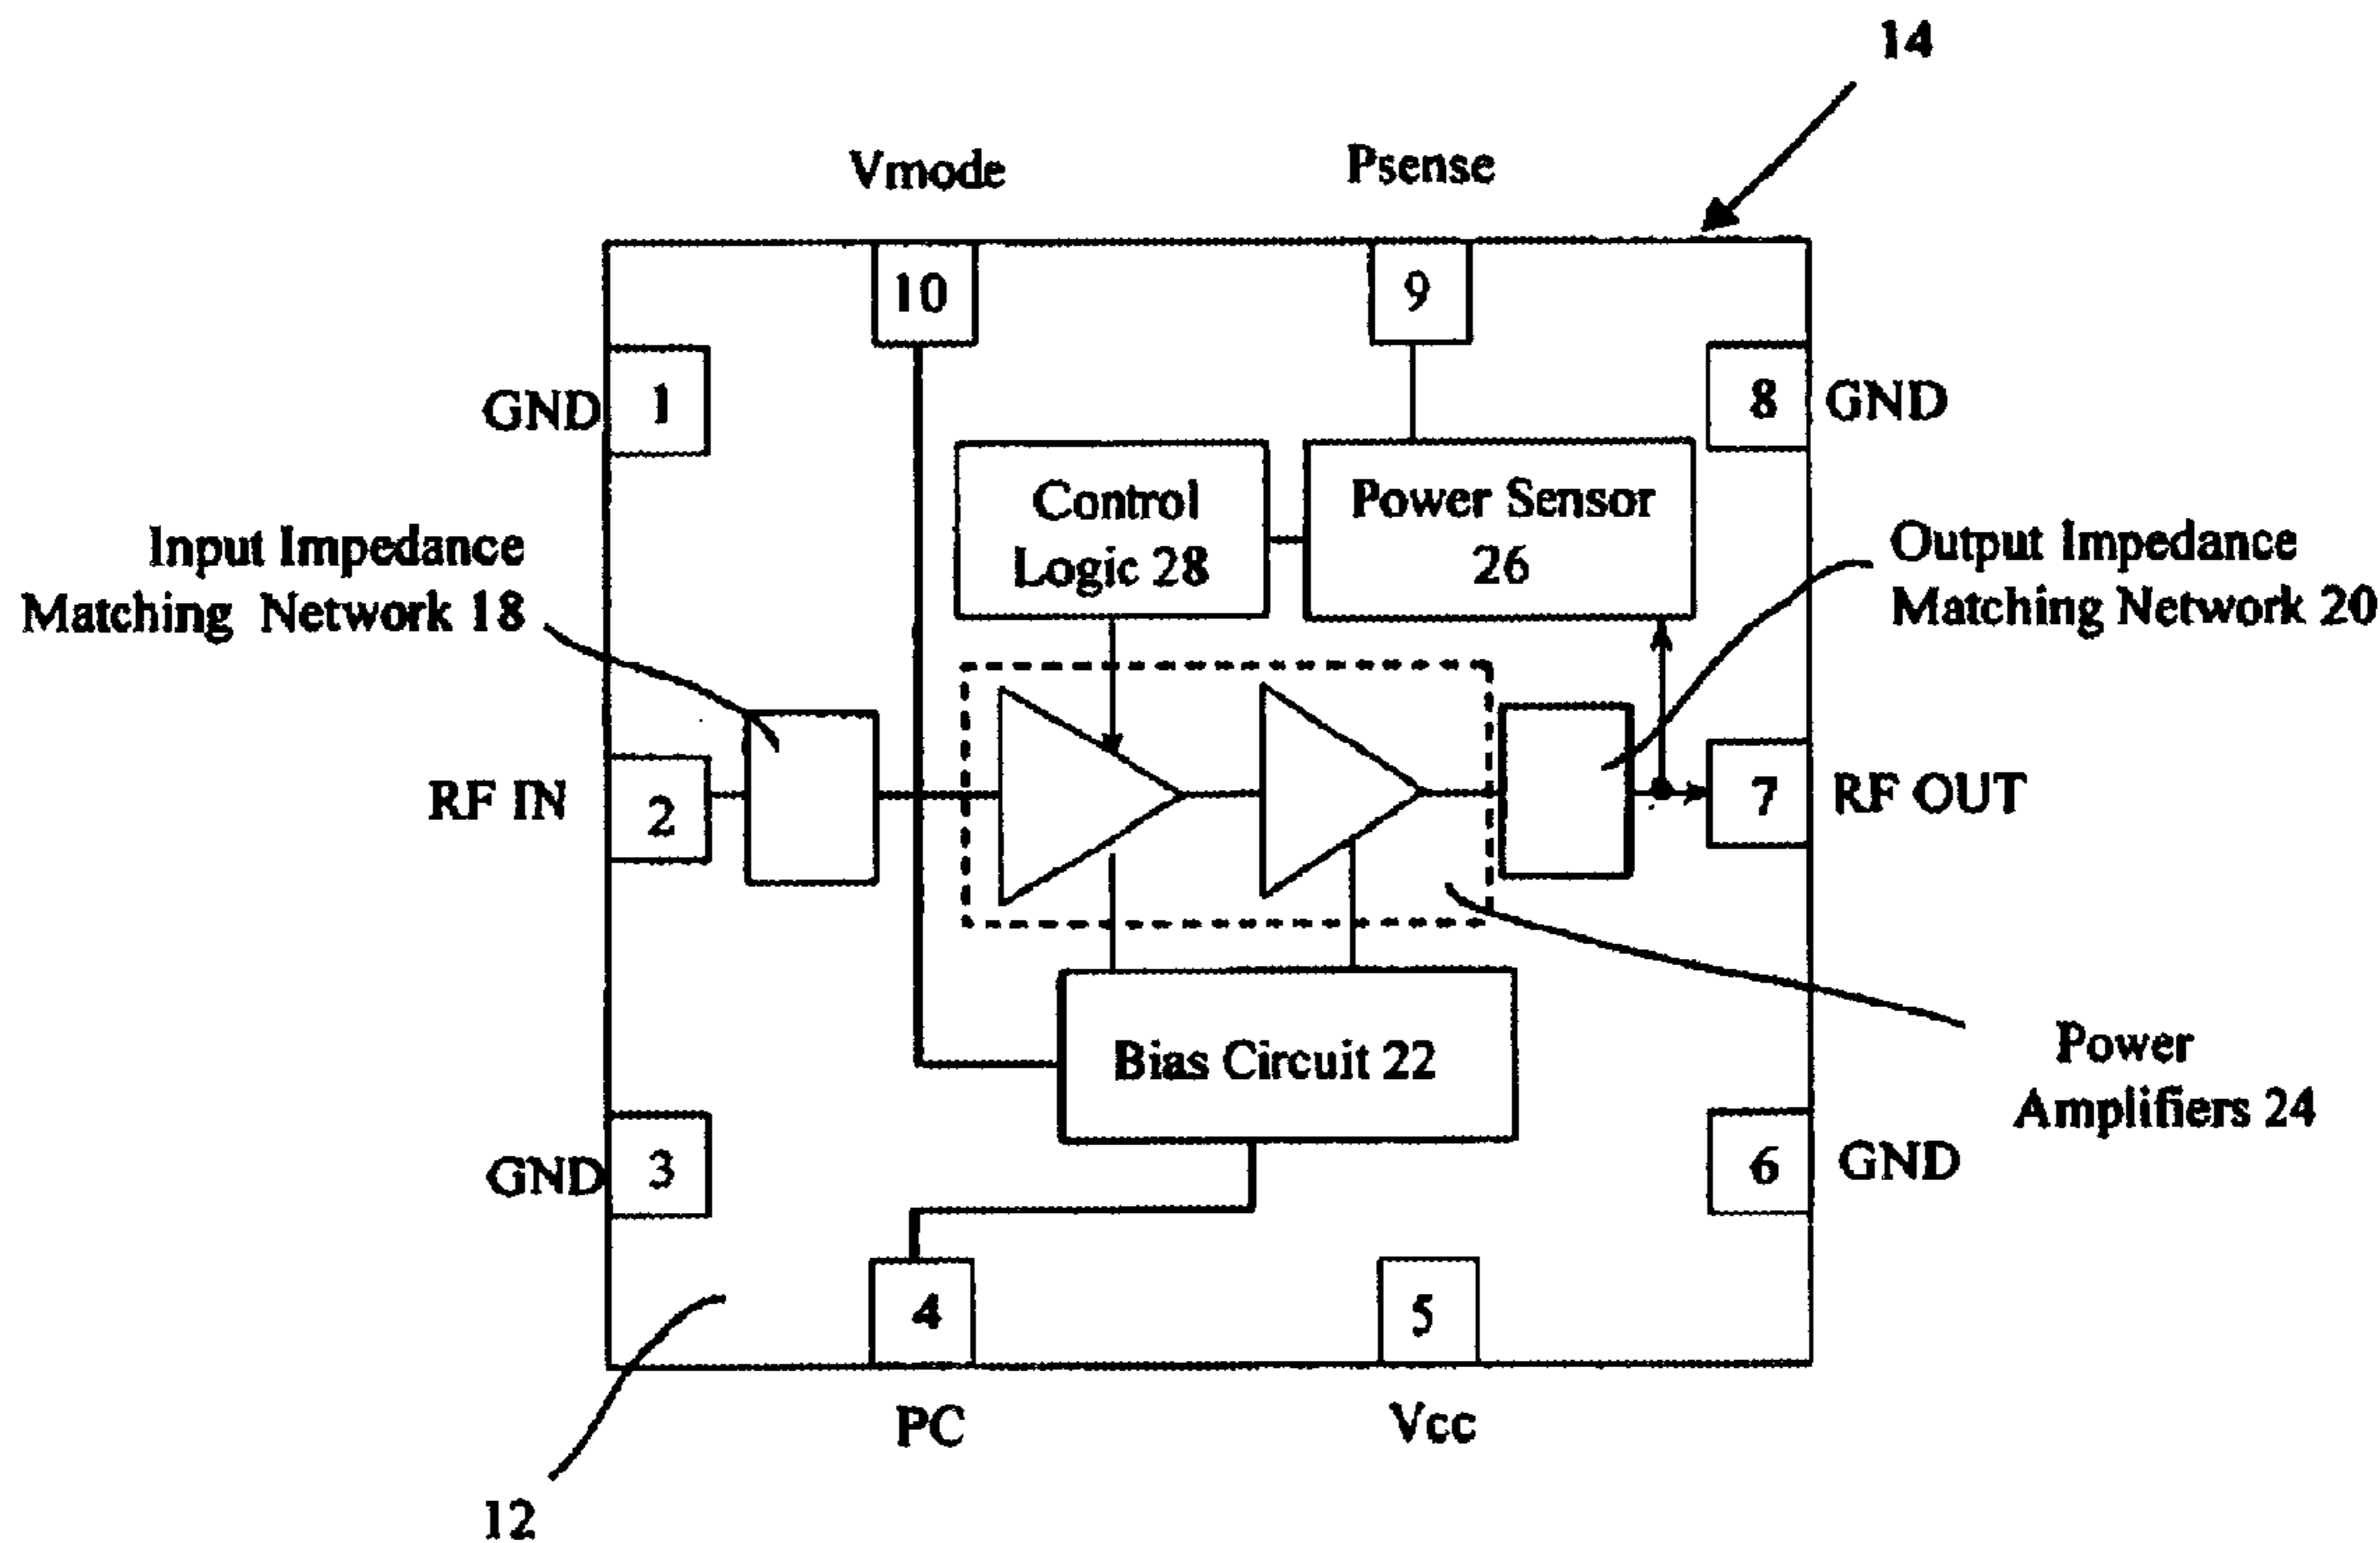 14
Vmode
Psense
10
9
1
GND
8
GND
Control
Logic 28
Power Sensor
26
Input Impedance
Matching Network 18
Output Impedance
Matching Network 20
RF IN
2
7
RF OUT
Bias Circuit 22
Power
Amplifiers 24
GND
3
6
GND
4
5
PC
Vcc
12